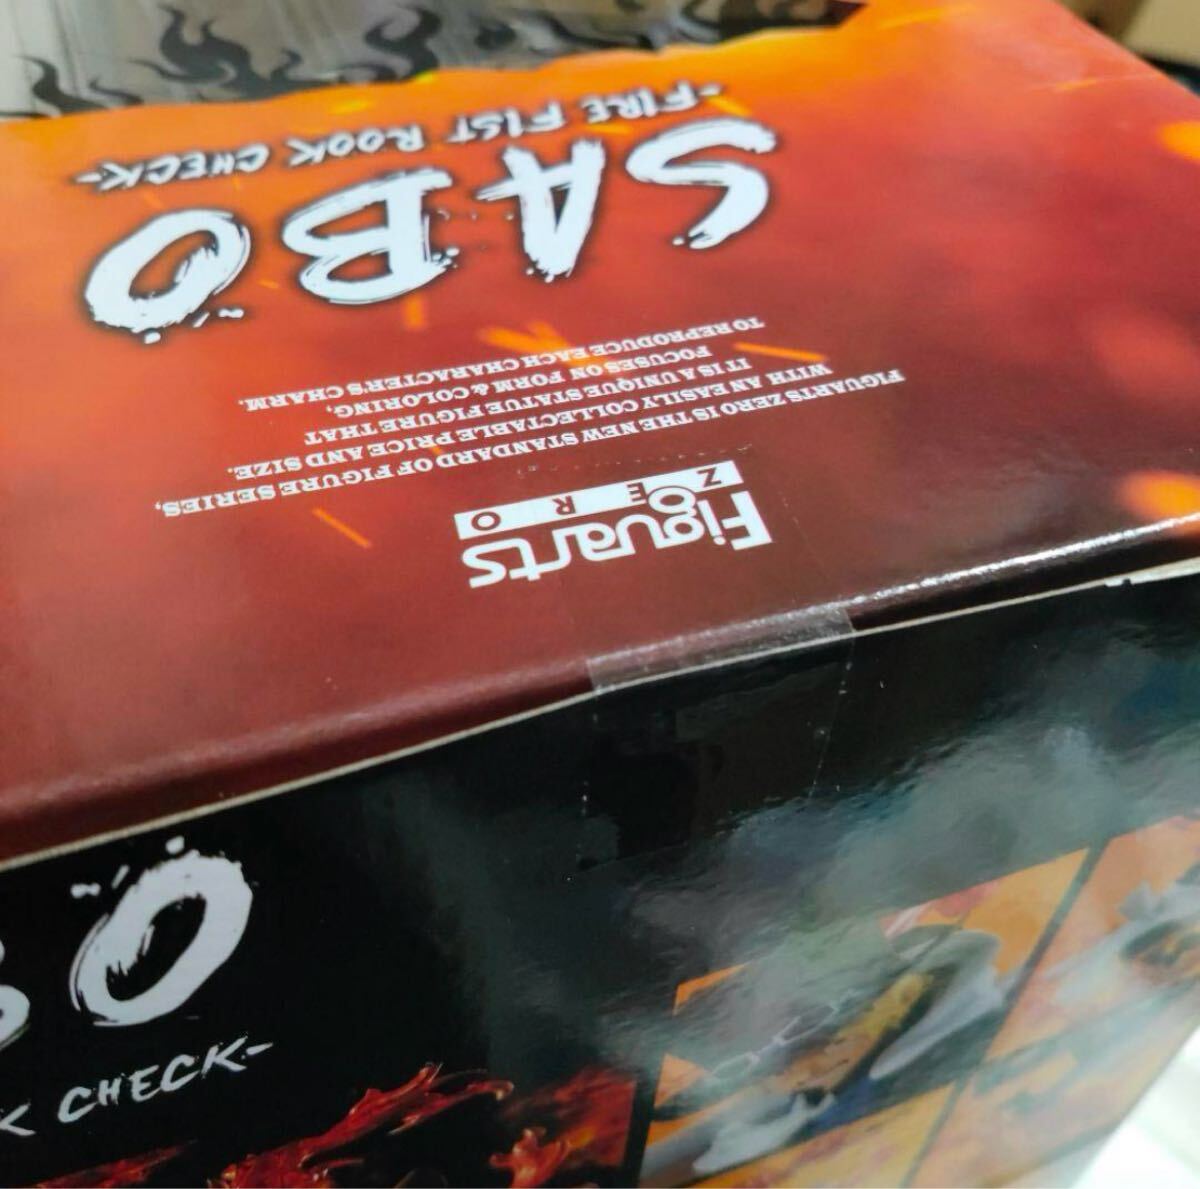 SABO
-FIRE FIST ROOK CHECK-
Figuarts
ZERO
FIGUARTS ZERO IS THE NEW STANDARD OF FIGURE SERIES,
WITH AN EASILY COLLECTABLE PRICE AND SIZE.
IT IS A UNIQUE STATUE FIGURE THAT
FOCUSES ON FORM & COLORING,
TO REPRODUCE EACH CHARACTER'S CHARM.
BO
K CHECK-